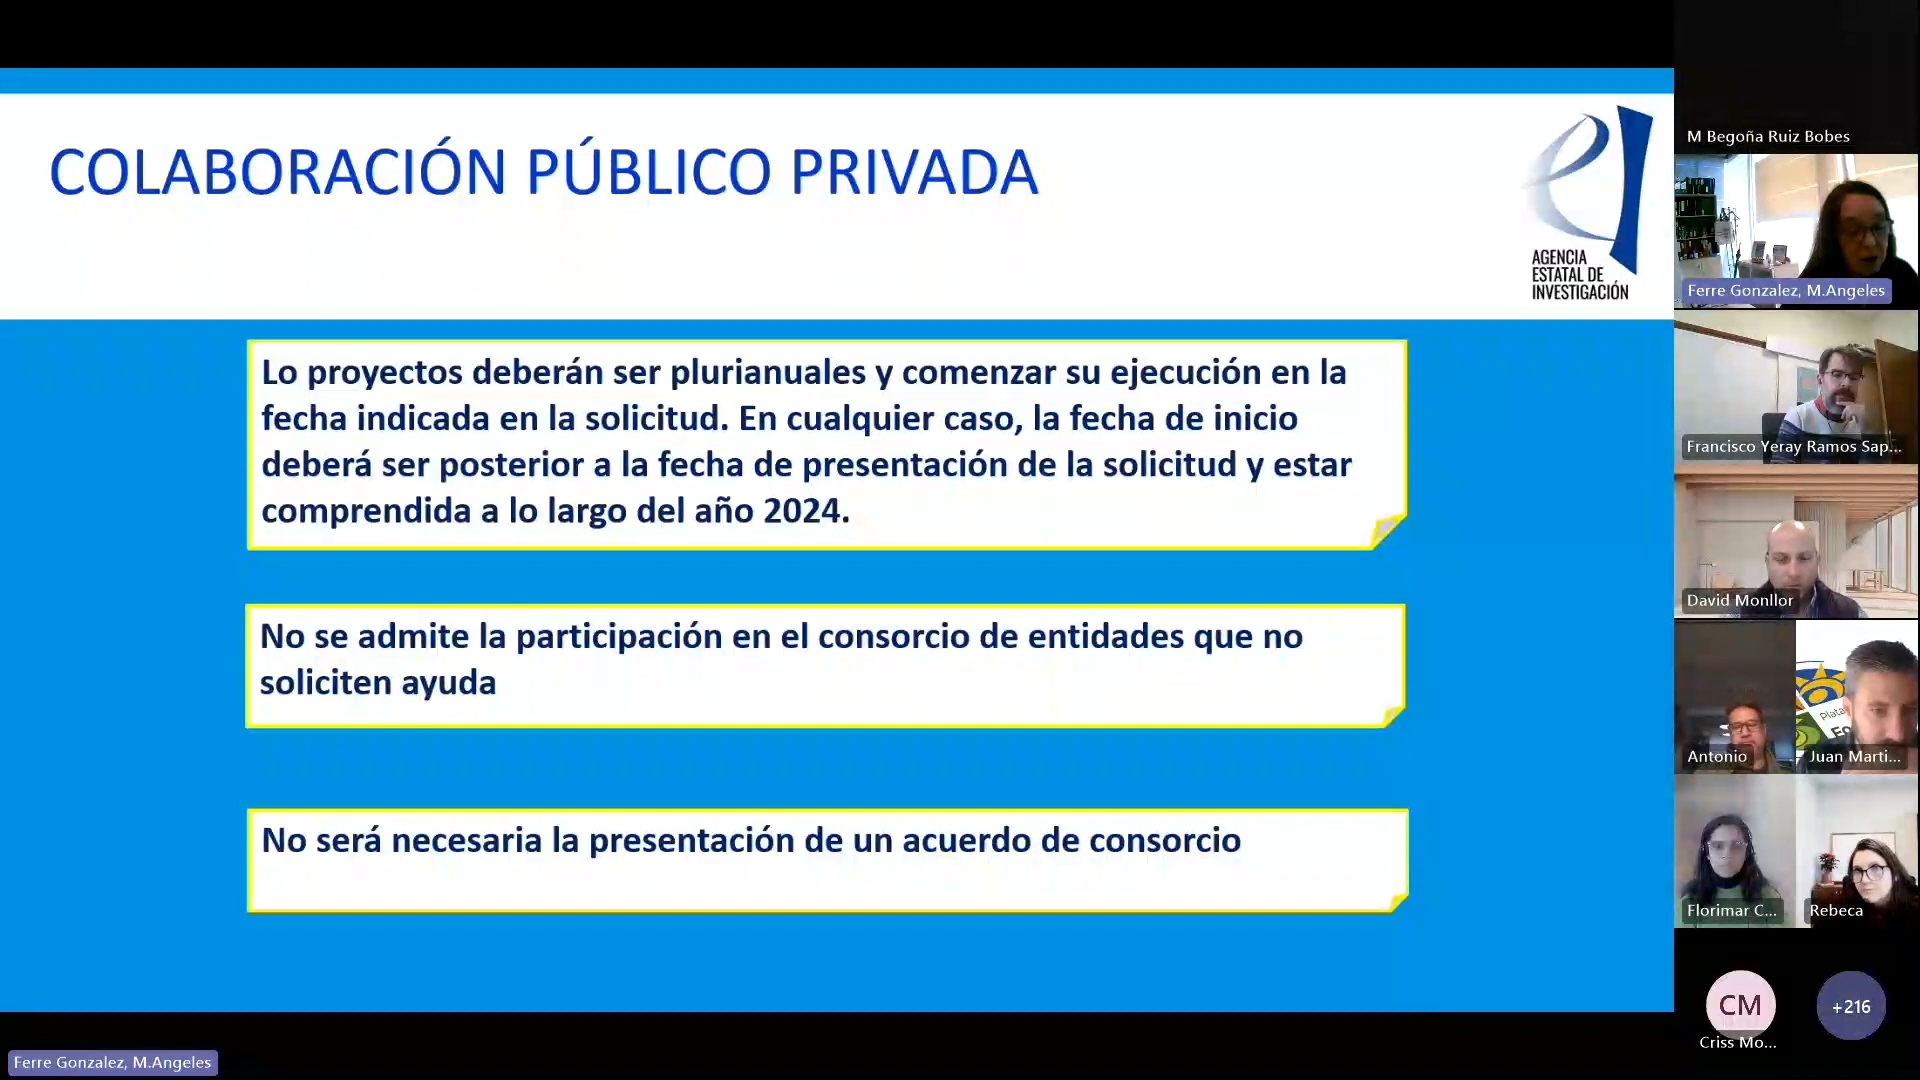 COLABORACIÓN PÚBLICO PRIVADA
AGENCIA
ESTATAL DE
INVESTIGACIÓN
Lo proyectos deberán ser plurianuales y comenzar su ejecución en la
fecha indicada en la solicitud. En cualquier caso, la fecha de inicio
deberá ser posterior a la fecha de presentación de la solicitud y estar
comprendida a lo largo del año 2024.
No se admite la participación en el consorcio de entidades que no
soliciten ayuda
No será necesaria la presentación de un acuerdo de consorcio
Ferre Gonzalez, M.Angeles
M Begoña Ruiz Bobes
Ferre Gonzalez, M.Angeles
Francisco Yeray Ramos Sap...
David Monllor
Plata
Antonio
Juan Marti...
Florimar C...
Rebeca
CM
+216
Criss Mo...